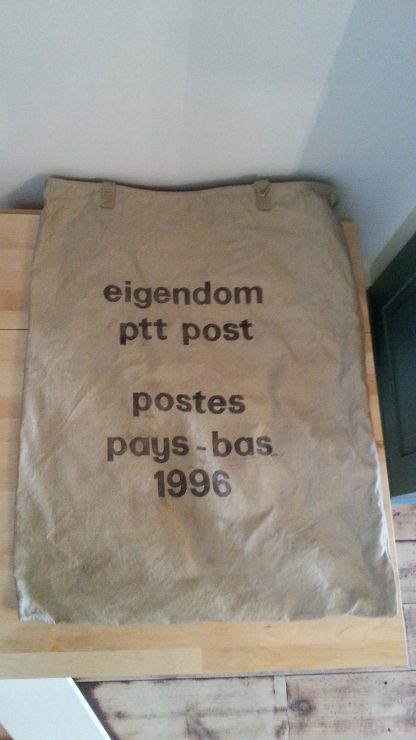 eigendom
ptt post
postes
pays-bas
1996